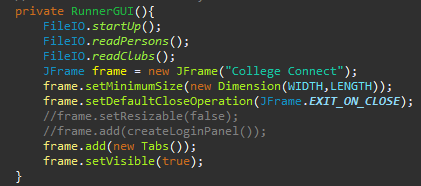 private RunnerGUI(){
FileIO.startUp();
FileIO.readPersons();
FileIO.readClubs();
JFrame frame = new JFrame("College Connect");
frame.setMinimumSize(new Dimension(WIDTH,LENGTH));
frame.setDefaultCloseOperation(JFrame.EXIT_ON_CLOSE);
//frame.setResizable(false);
//frame.add(createLoginPanel());
frame.add(new Tabs());
frame.setVisible(true);
}